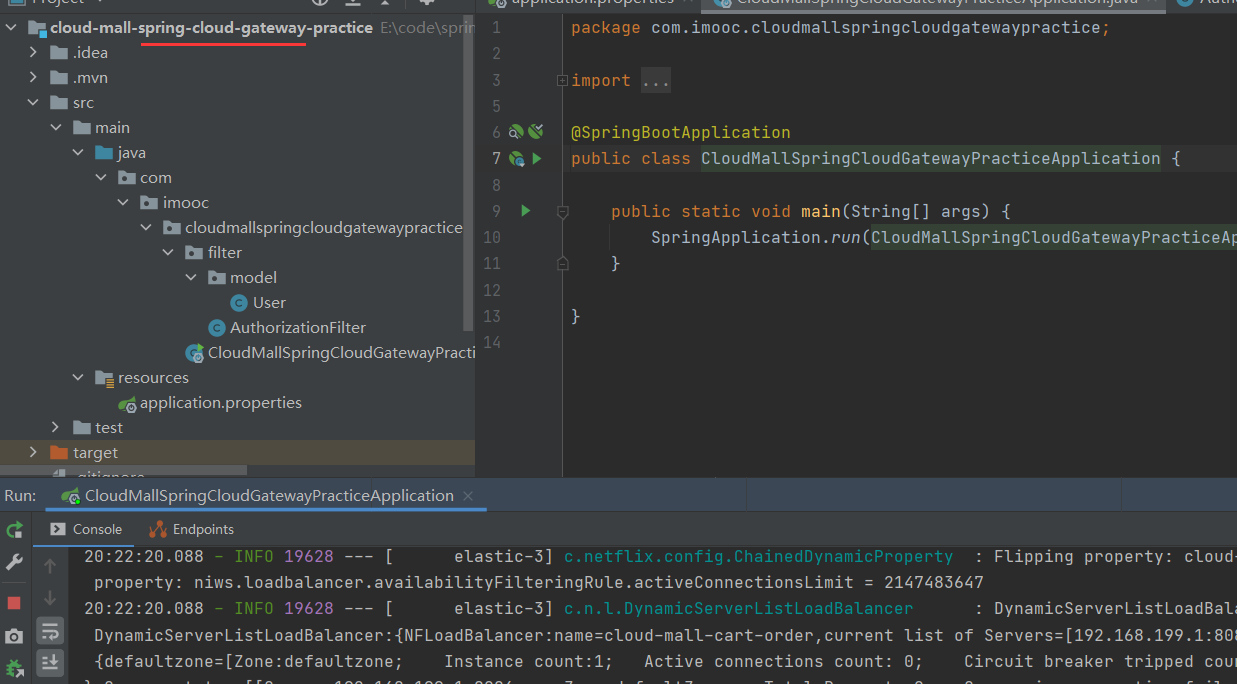 Project
cloud-mall-spring-cloud-gateway-practice E:\code\sprin
.idea
.mvn
src
main
java
com
imooc
cloudmallspringcloudgatewaypractice
filter
model
User
AuthorizationFilter
CloudMallSpringCloudGatewayPracti
resources
application.properties
test
target
.gitignore
application.properties
CloudMallSpringCloudGatewayPracticeApplication.java
1 package com.imooc.cloudmallspringcloudgatewaypractice;
2
3 import ...
5
6 @SpringBootApplication
7 public class CloudMallSpringCloudGatewayPracticeApplication {
8
9 public static void main(String[] args) {
10 SpringApplication.run(CloudMallSpringCloudGatewayPracticeAp
11 }
12
13 }
14
Run: CloudMallSpringCloudGatewayPracticeApplication
Console Endpoints
20:22:20.088 - INFO 19628 --- [ elastic-3] c.netflix.config.ChainedDynamicProperty : Flipping property: cloud-
property: niws.loadbalancer.availabilityFilteringRule.activeConnectionsLimit = 2147483647
20:22:20.088 - INFO 19628 --- [ elastic-3] c.n.l.DynamicServerListLoadBalancer : DynamicServerListLoadBala
DynamicServerListLoadBalancer:{NFLoadBalancer:name=cloud-mall-cart-order,current list of Servers=[192.168.199.1:808
{defaultzone=[Zone:defaultzone; Instance count:1; Active connections count: 0; Circuit breaker tripped cou